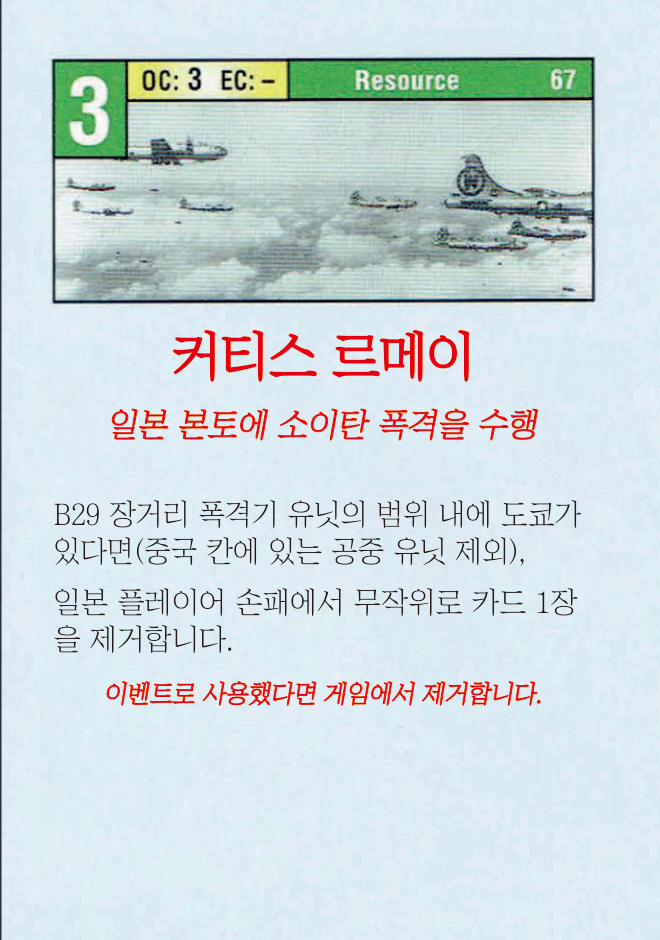 3
OC: 3 EC: –
Resource
67
커티스 르메이
일본 본토에 소이탄 폭격을 수행
B29 장거리 폭격기 유닛의 범위 내에 도쿄가
있다면(중국 칸에 있는 공중 유닛 제외),
일본 플레이어 손패에서 무작위로 카드 1장
을 제거합니다.
이벤트로 사용했다면 게임에서 제거합니다.